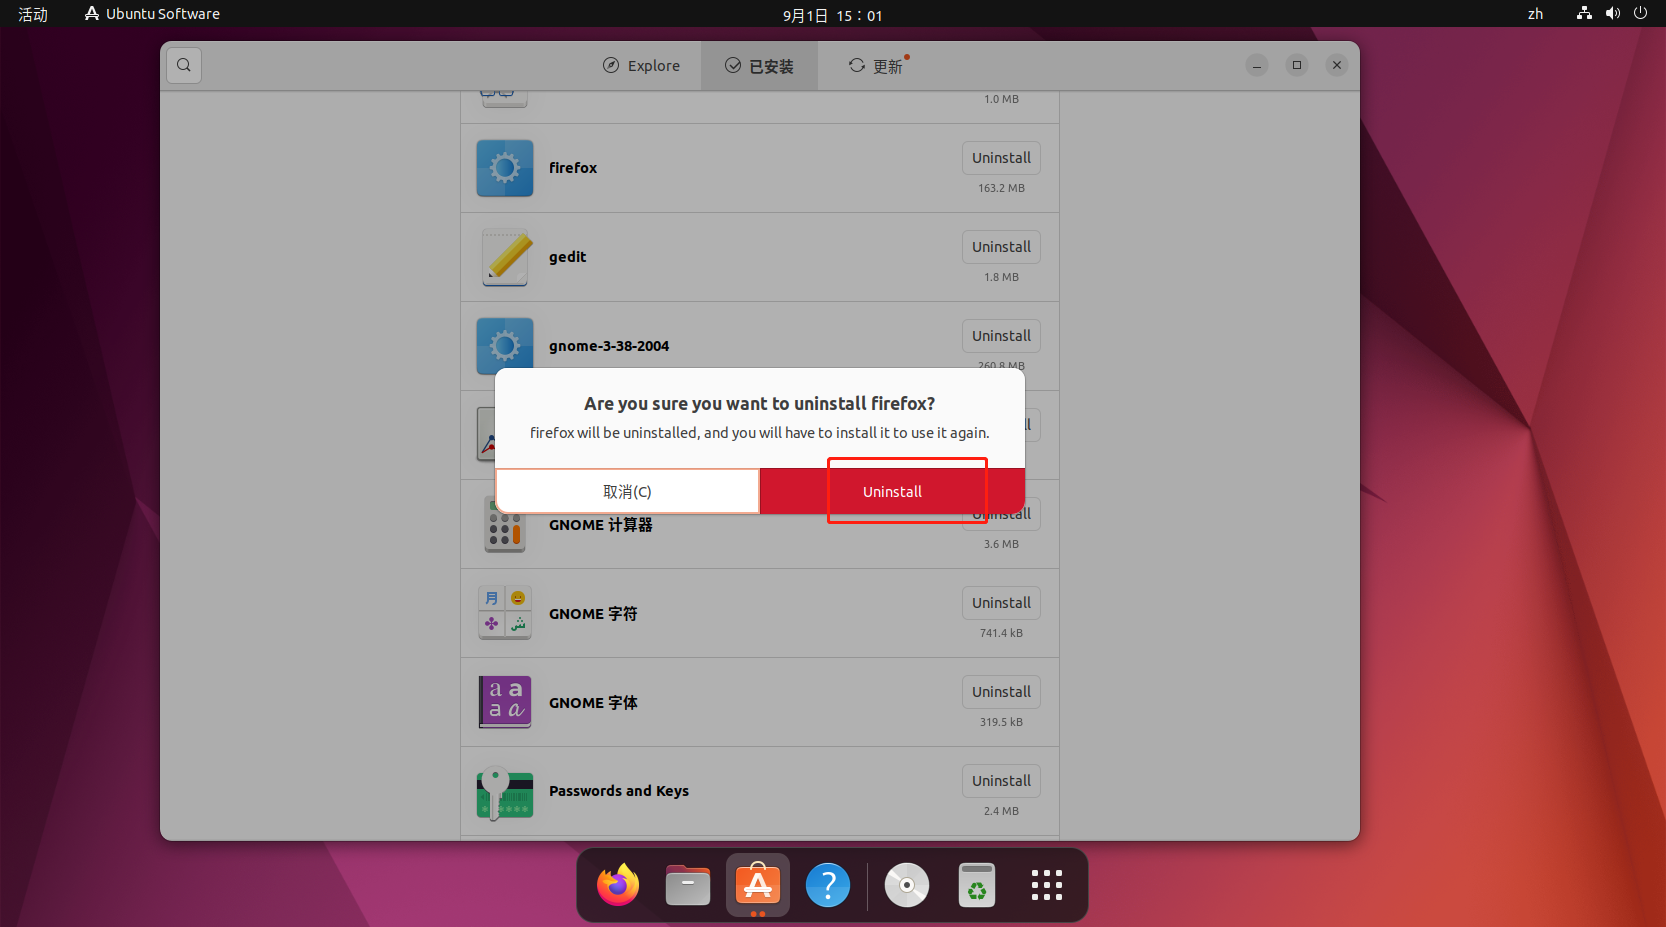 活动
Ubuntu Software
9月1日 15：01
zh
Explore
已安装
更新
1.0 MB
firefox
Uninstall
163.2 MB
gedit
Uninstall
1.8 MB
gnome-3-38-2004
Uninstall
260.8 MB
Are you sure you want to uninstall firefox?
firefox will be uninstalled, and you will have to install it to use it again.
取消(C)
Uninstall
GNOME 计算器
Uninstall
3.6 MB
GNOME 字符
Uninstall
741.4 kB
GNOME 字体
Uninstall
319.5 kB
Passwords and Keys
Uninstall
2.4 MB